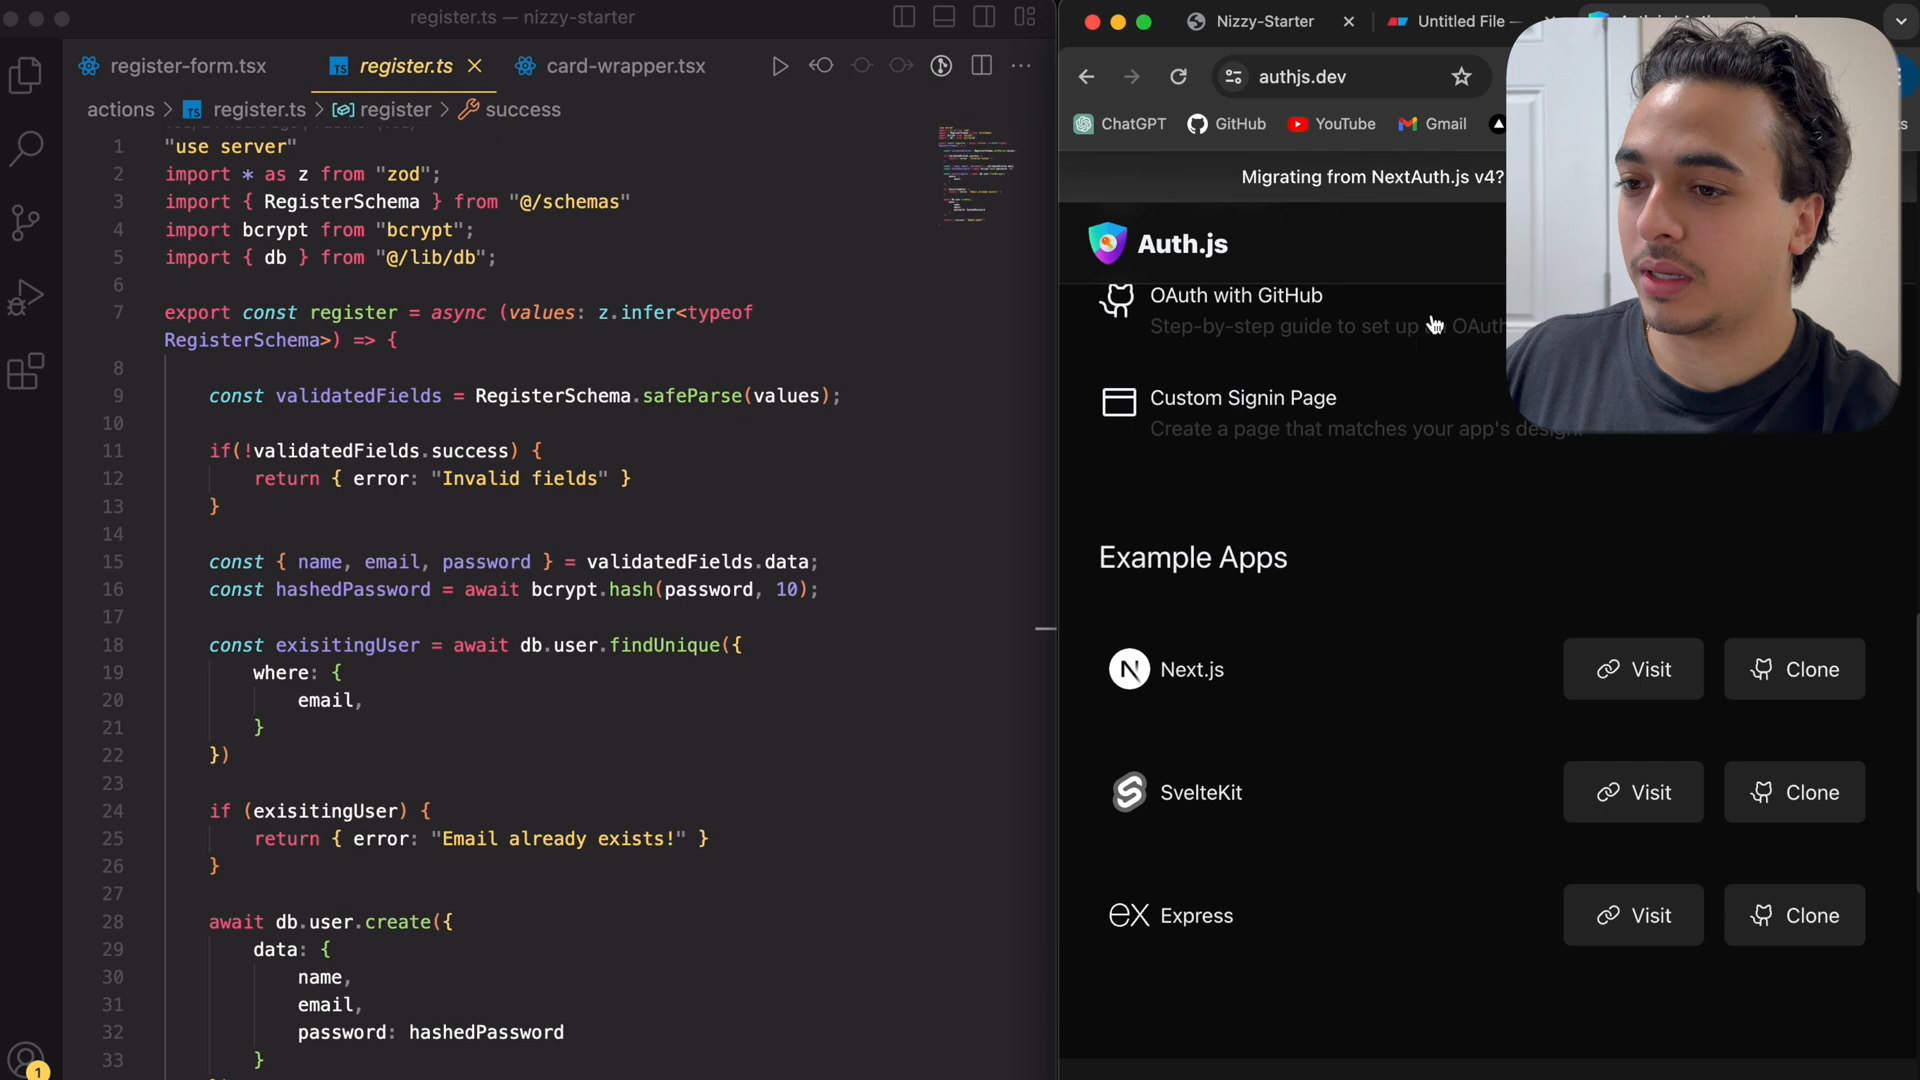 register.ts — nizzy-starter
register-form.tsx
TS register.ts
card-wrapper.tsx
actions > TS register.ts > register > success
1 "use server"
2 import * as z from "zod";
3 import { RegisterSchema } from "@/schemas"
4 import bcrypt from "bcrypt";
5 import { db } from "@/lib/db";
6
7 export const register = async (values: z.infer<typeof
RegisterSchema>) => {
8
9 const validatedFields = RegisterSchema.safeParse(values);
10
11 if(!validatedFields.success) {
12 return { error: "Invalid fields" }
13 }
14
15 const { name, email, password } = validatedFields.data;
16 const hashedPassword = await bcrypt.hash(password, 10);
17
18 const exisitingUser = await db.user.findUnique({
19 where: {
20 email,
21 }
22 })
23
24 if (exisitingUser) {
25 return { error: "Email already exists!" }
26 }
27
28 await db.user.create({
29 data: {
30 name,
31 email,
32 password: hashedPassword
33 }
1
Nizzy-Starter
Untitled File —
authjs.dev
ChatGPT GitHub YouTube Gmail
Migrating from NextAuth.js v4?
Auth.js
OAuth with GitHub
Step-by-step guide to set up OAuth
Custom Signin Page
Create a page that matches your app's design.
Example Apps
N Next.js Visit Clone
SvelteKit Visit Clone
ex Express Visit Clone